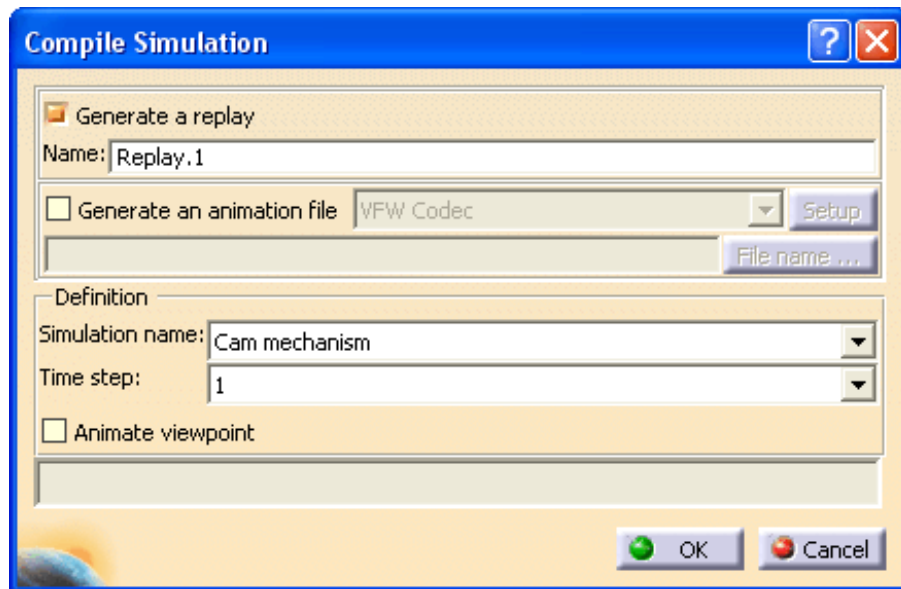 Compile Simulation
Generate a replay
Name: Replay.1
Generate an animation file VFW Codec Setup
File name ...
Definition
Simulation name: Cam mechanism
Time step: 1
Animate viewpoint
OK Cancel